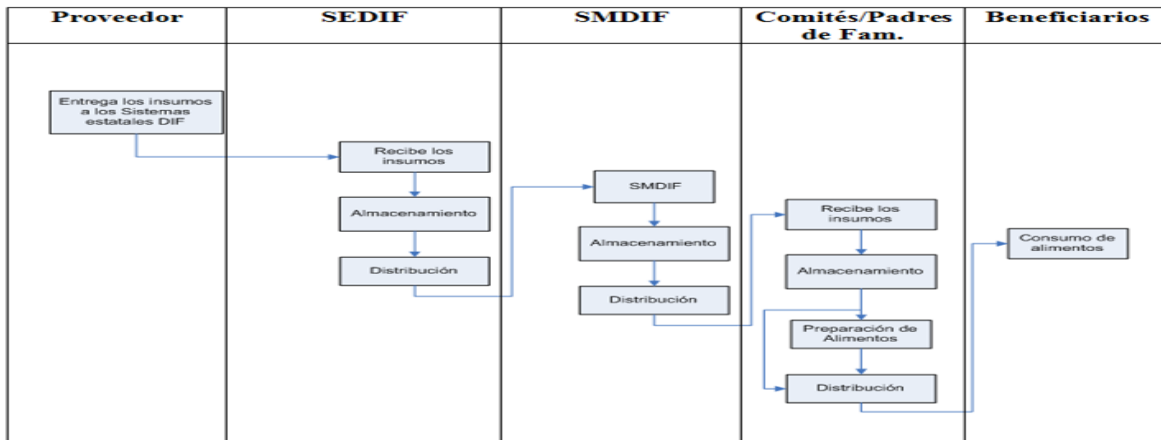 Proveedor
SEDIF
SMDIF
Comités/Padres
de Fam.
Beneficiarios
Entrega los insumos
a los Sistemas
estatales DIF
Recibe los
insumos
Almacenamiento
Distribución
SMDIF
Almacenamiento
Distribución
Recibe los
insumos
Almacenamiento
Preparación de
Alimentos
Distribución
Consumo de
alimentos